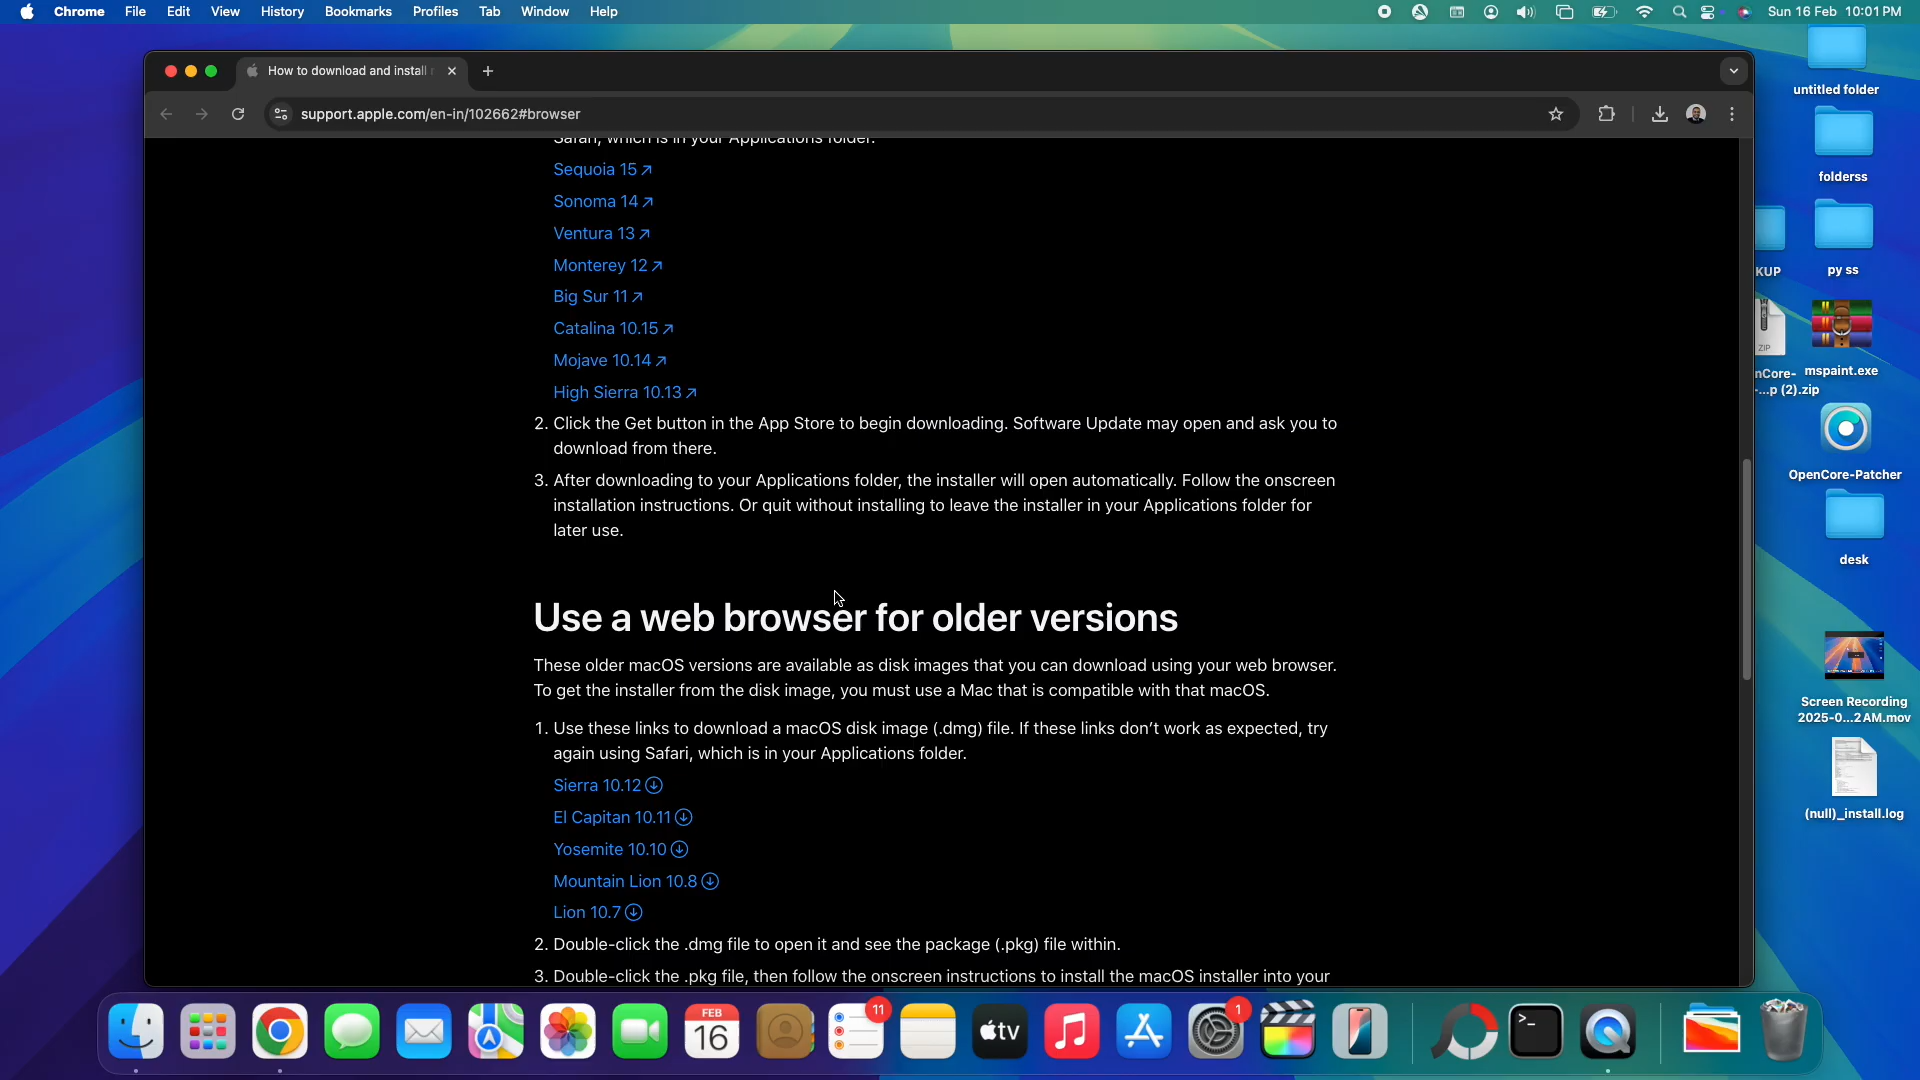 Chrome File Edit View History Bookmarks Profiles Tab Window Help
Sun 16 Feb 10:01 PM
How to download and install
support.apple.com/en-in/102662#browser
Safari, which is in your Applications folder.
Sequoia 15
Sonoma 14
Ventura 13
Monterey 12
Big Sur 11
Catalina 10.15
Mojave 10.14
High Sierra 10.13
2. Click the Get button in the App Store to begin downloading. Software Update may open and ask you to
download from there.
3. After downloading to your Applications folder, the installer will open automatically. Follow the onscreen
installation instructions. Or quit without installing to leave the installer in your Applications folder for
later use.
Use a web browser for older versions
These older macOS versions are available as disk images that you can download using your web browser.
To get the installer from the disk image, you must use a Mac that is compatible with that macOS.
1. Use these links to download a macOS disk image (.dmg) file. If these links don't work as expected, try
again using Safari, which is in your Applications folder.
Sierra 10.12
El Capitan 10.11
Yosemite 10.10
Mountain Lion 10.8
Lion 10.7
2. Double-click the .dmg file to open it and see the package (.pkg) file within.
3. Double-click the .pkg file, then follow the onscreen instructions to install the macOS installer into your
untitled folder
folderss
KUP
py ss
ZIP
nCore-
...p (2).zip
mspaint.exe
OpenCore-Patcher
desk
Screen Recording
2025-0...2 AM.mov
(null)_install.log
FEB
16
11
tv
1